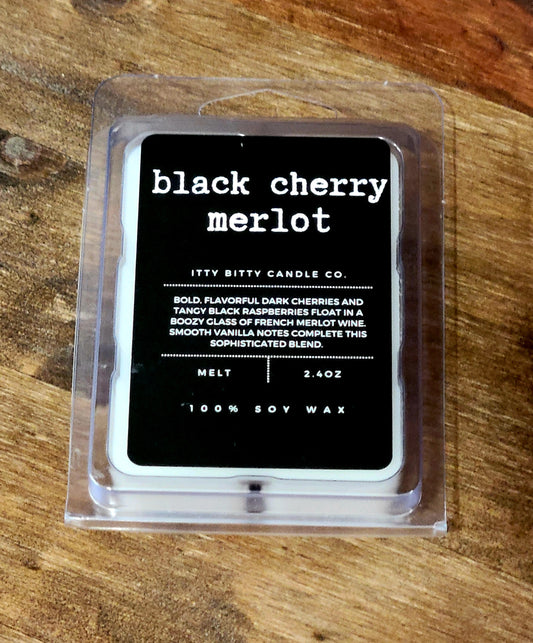 black cherry
merlot
ITTY BITTY CANDLE CO.
BOLD, FLAVORFUL DARK CHERRIES AND
TANGY BLACK RASPBERRIES FLOAT IN A
BOOZY GLASS OF FRENCH MERLOT WINE.
SMOOTH VANILLA NOTES COMPLETE THIS
SOPHISTICATED BLEND.
MELT 2.4OZ
100% SOY WAX